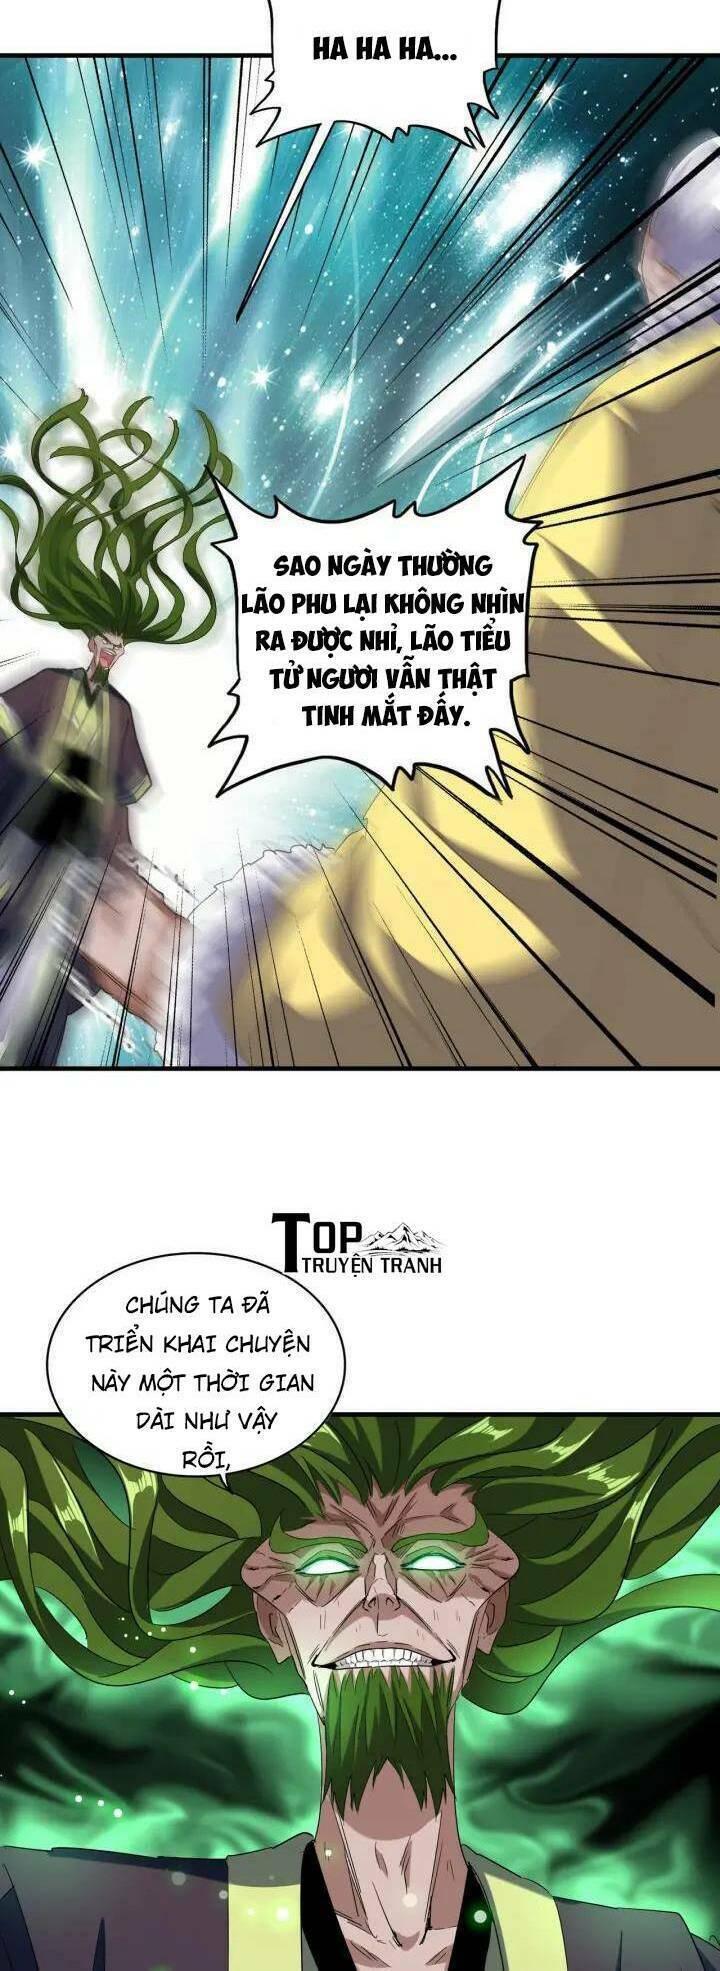 HA HA HA...
SAO NGÀY THƯỜNG
LÃO PHU LẠI KHÔNG NHÌN
RA ĐƯỢC NHỈ, LÃO TIỂU
TỬ NGƯƠI VẪN THẬT
TINH MẮT ĐẤY.
TOP
TRUYỆN TRANH
CHÚNG TA ĐÃ
TRIỂN KHAI CHUYỆN
NÀY MỘT THỜI GIAN
DÀI NHƯ VẬY
RỒI,